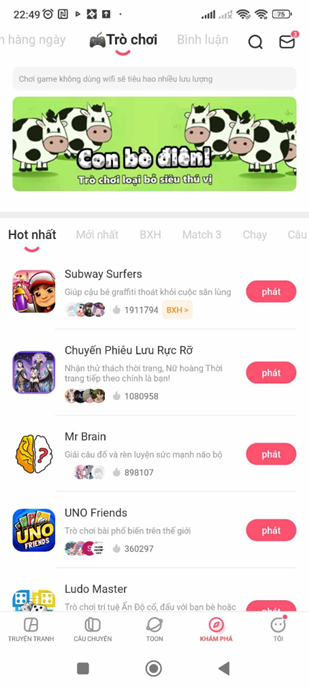 22:49
75
n hàng ngày
Trò chơi
Bình luận
3
Chơi game không dùng wifi sẽ tiêu hao nhiều lưu lượng
Con bò điên!
Trò chơi loại bỏ siêu thú vị
Hot nhất
Mới nhất
BXH
Match 3
Chạy
Câu
Subway Surfers
Giúp cậu bé graffiti thoát khỏi cuộc săn lùng
1911794
BXH >
phát
Chuyến Phiêu Lưu Rực Rỡ
Nhận thử thách thời trang, Nữ hoàng Thời
trang tiếp theo chính là bạn!
1080958
phát
Mr Brain
Giải câu đố và rèn luyện sức mạnh não bộ
898107
phát
UNO
FRIENDS
UNO Friends
Trò chơi bài phổ biến trên thế giới
360297
phát
Ludo Master
Trò chơi trí tuệ Ấn Độ cổ, đấu với bạn bè hoặc
phát
TRUYỆN TRANH
CÂU CHUYỆN
TOON
KHÁM PHÁ
TÔI